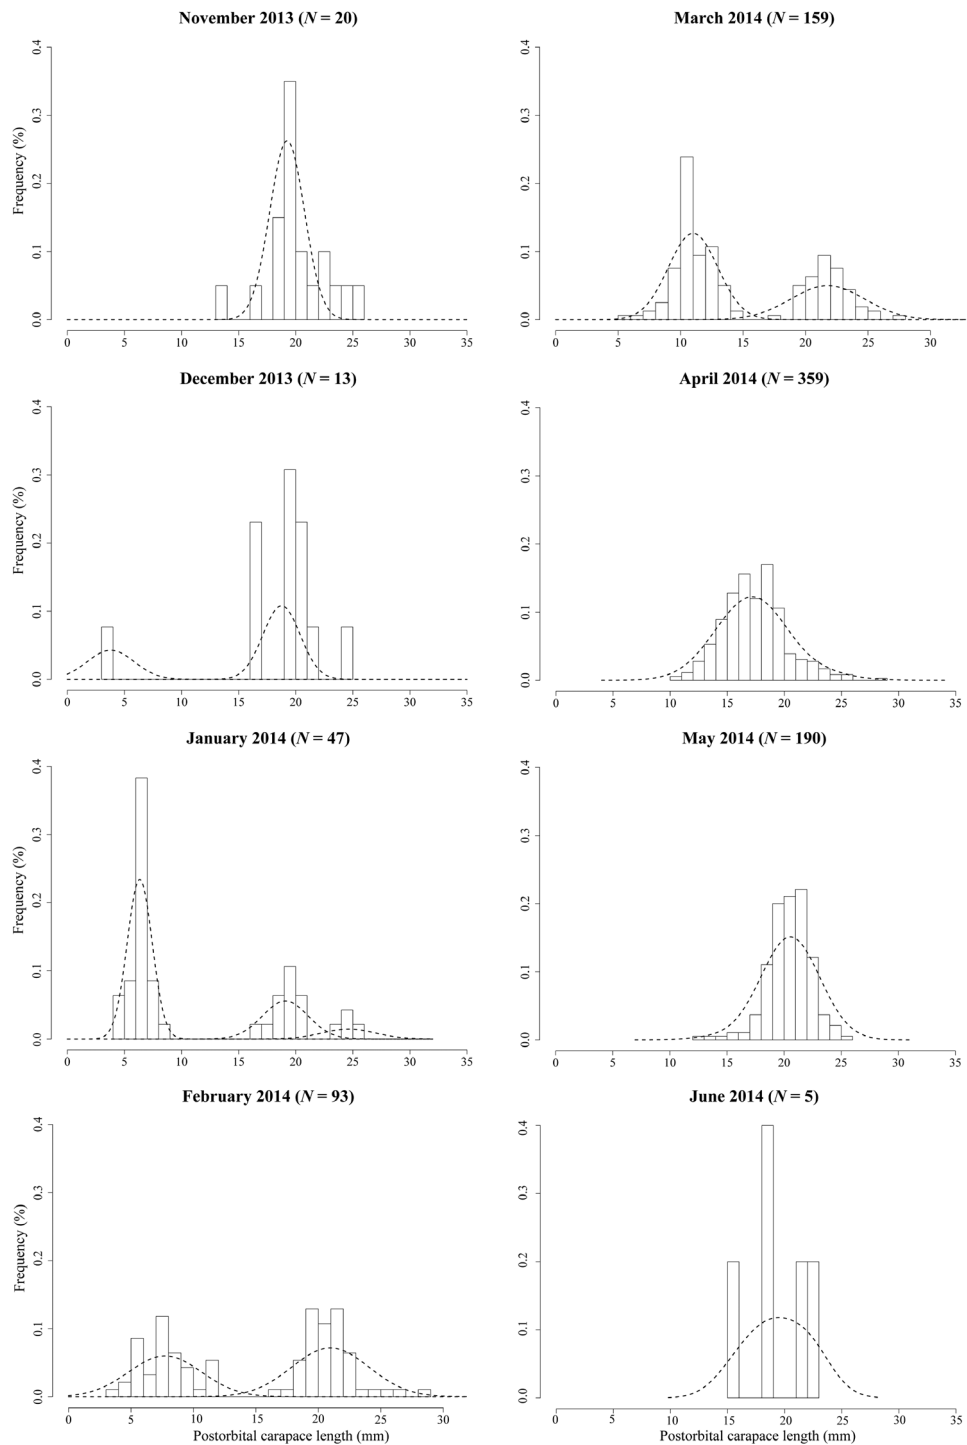 November 2013 (N = 20)
Frequency (%)
0.0 0.1 0.2 0.3 0.4
0 5 10 15 20 25 30 35
March 2014 (N = 159)
0.0 0.1 0.2 0.3 0.4
0 5 10 15 20 25 30
December 2013 (N = 13)
Frequency (%)
0.0 0.1 0.2 0.3 0.4
0 5 10 15 20 25 30 35
April 2014 (N = 359)
0.0 0.1 0.2 0.3 0.4
0 5 10 15 20 25 30 35
January 2014 (N = 47)
Frequency (%)
0.0 0.1 0.2 0.3 0.4
0 5 10 15 20 25 30 35
May 2014 (N = 190)
0.0 0.1 0.2 0.3 0.4
0 5 10 15 20 25 30 35
February 2014 (N = 93)
Frequency (%)
0.0 0.1 0.2 0.3 0.4
0 5 10 15 20 25 30
Postorbital carapace length (mm)
June 2014 (N = 5)
0.0 0.1 0.2 0.3 0.4
0 5 10 15 20 25 30 35
Postorbital carapace length (mm)